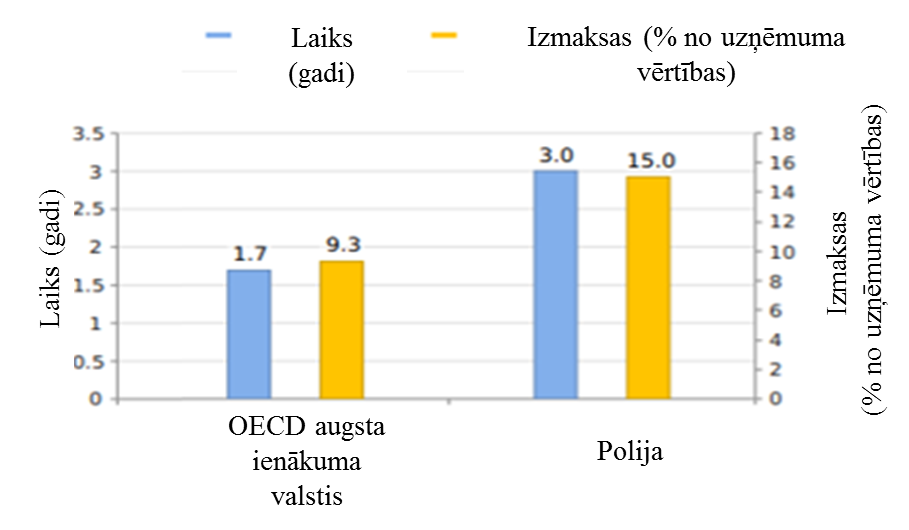 Laiks
(gadi)
Izmaksas (% no uzņēmuma
vērtības)
Laiks (gadi)
3.5
3
2.5
2
1.5
1
0.5
0
1.7
9.3
3.0
15.0
18
16
14
12
10
8
6
4
2
0
Izmaksas
(% no uzņēmuma vērtības)
OECD augsta
ienākuma
valstis
Polija